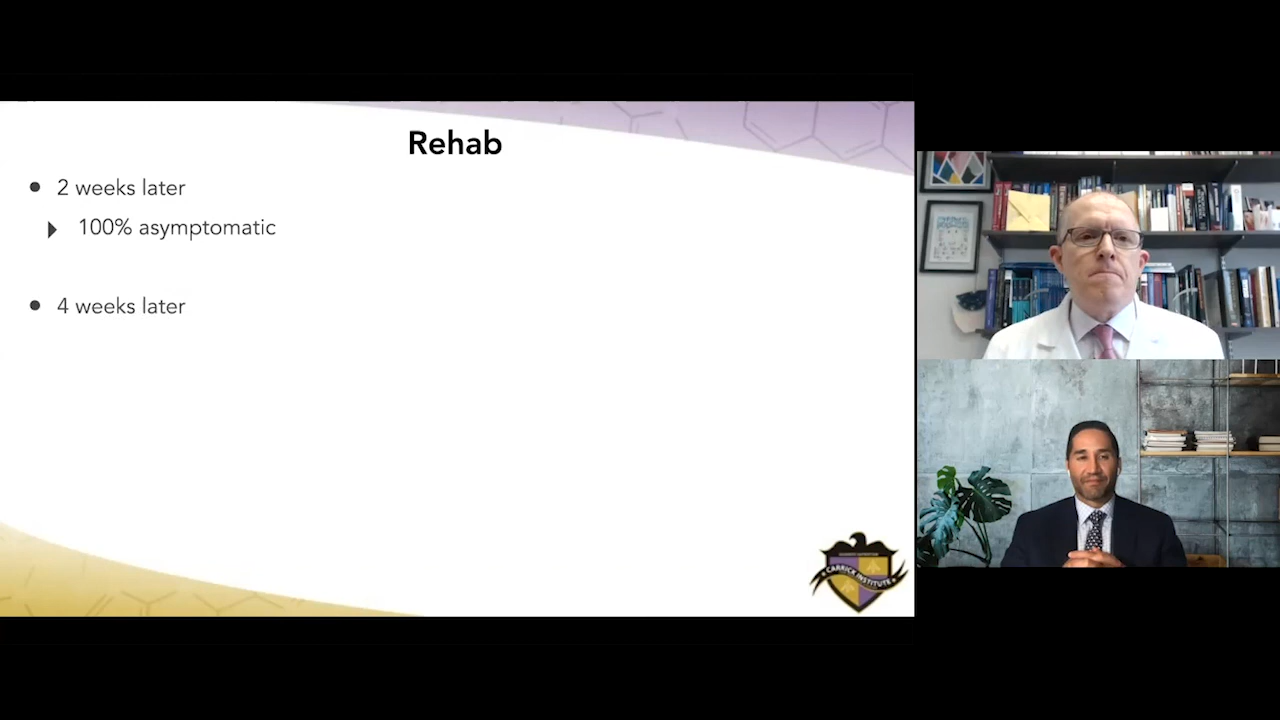 Rehab
2 weeks later
100% asymptomatic
4 weeks later
CARRICK INSTITUTE